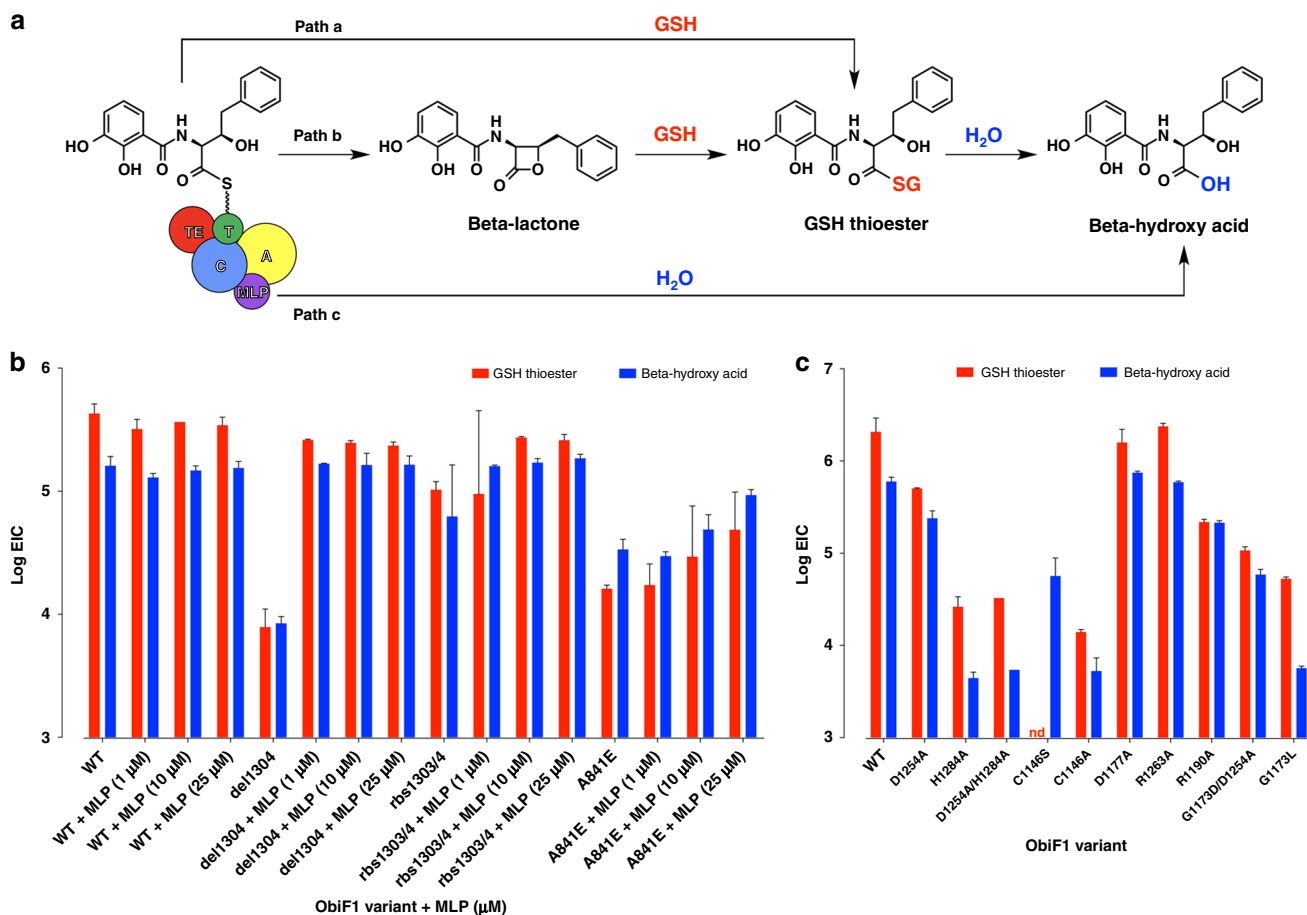 a
Path a
GSH
HO
OH
O
H
N
OH
O
S
Path b
HO
OH
O
H
N
O
O
Beta-lactone
GSH
HO
OH
O
H
N
OH
O
SG
GSH thioester
H2O
HO
OH
O
H
N
OH
O
OH
Beta-hydroxy acid
TE
T
C
A
MLP
H2O
Path c
b
GSH thioester
Beta-hydroxy acid
6
5
4
3
Log EIC
WT
WT + MLP (1 μM)
WT + MLP (10 μM)
WT + MLP (25 μM)
del1304
del1304 + MLP (1 μM)
del1304 + MLP (10 μM)
del1304 + MLP (25 μM)
rbs1303/4
rbs1303/4 + MLP (1 μM)
rbs1303/4 + MLP (10 μM)
rbs1303/4 + MLP (25 μM)
A841E
A841E + MLP (1 μM)
A841E + MLP (10 μM)
A841E + MLP (25 μM)
ObiF1 variant + MLP (μM)
c
GSH thioester
Beta-hydroxy acid
7
6
5
4
3
Log EIC
nd
WT
D1254A
H1284A
D1254A/H1284A
C1146S
C1146A
D1177A
R1263A
R1190A
G1173D/D1254A
G1173L
ObiF1 variant